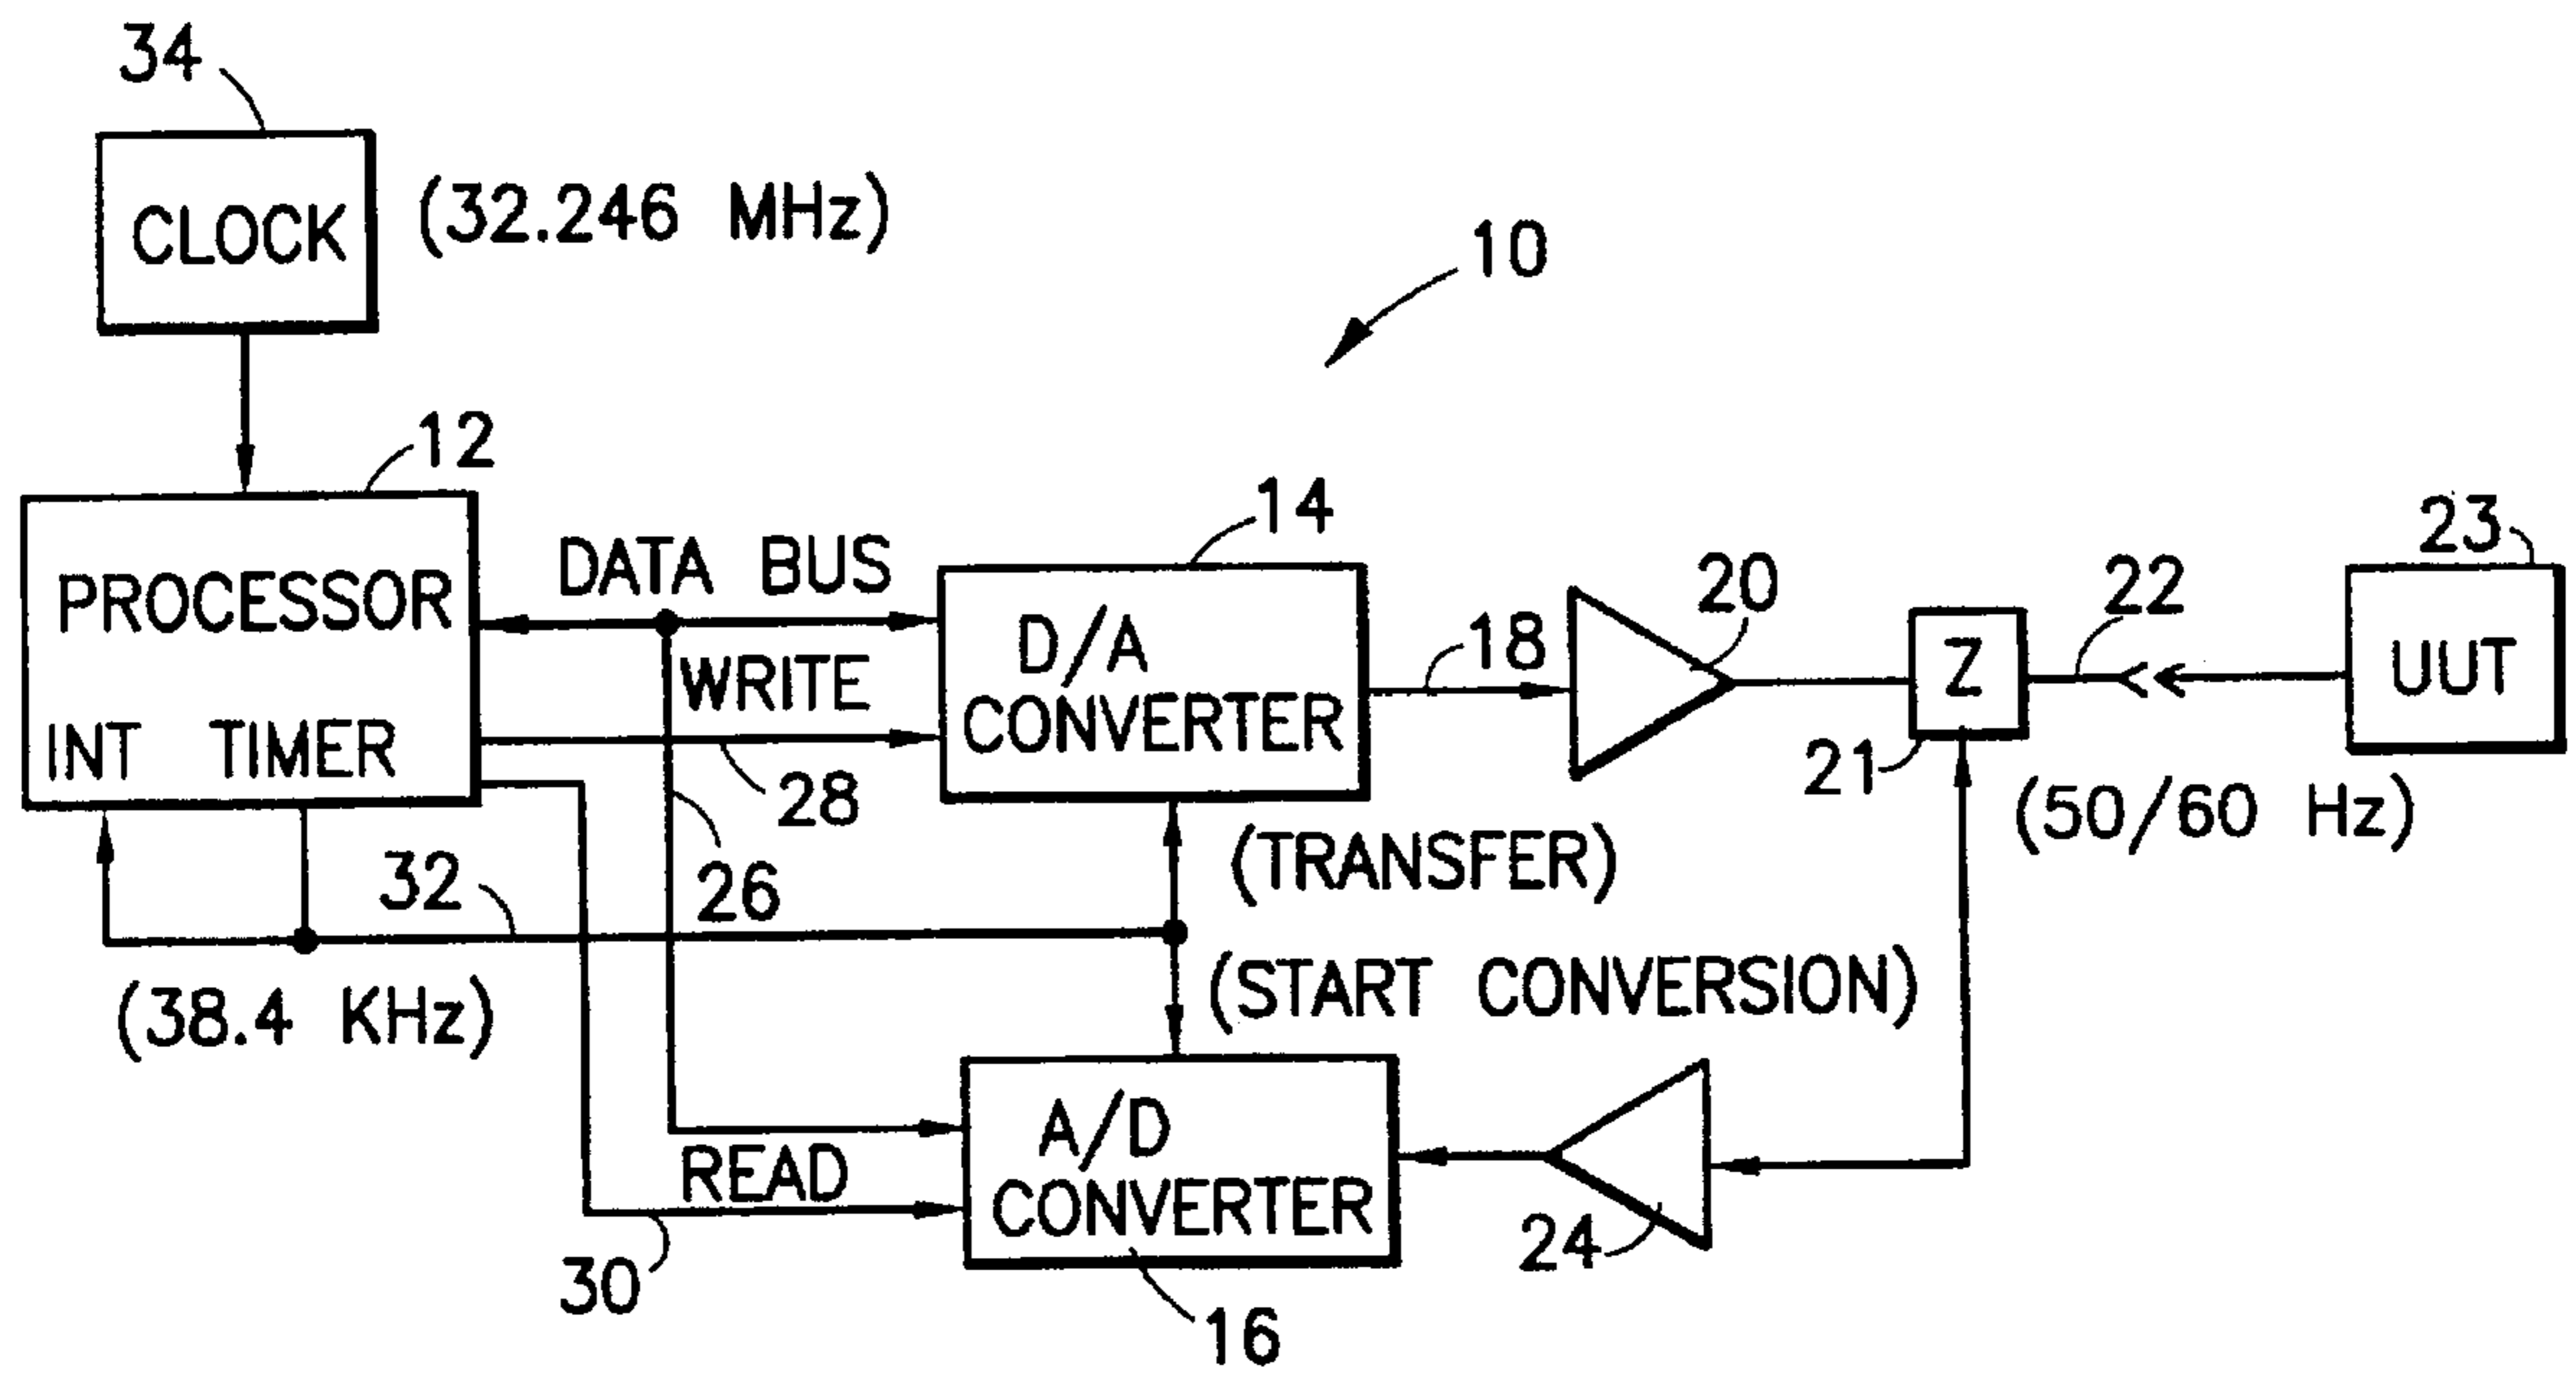 34
CLOCK
(32.246 MHz)
10
12
PROCESSOR
INT TIMER
DATA BUS
WRITE
28
26
14
D/A
CONVERTER
18
20
Z
21
22
23
UUT
(50/60 Hz)
(TRANSFER)
32
(38.4 KHz)
(START CONVERSION)
READ
30
A/D
CONVERTER
16
24